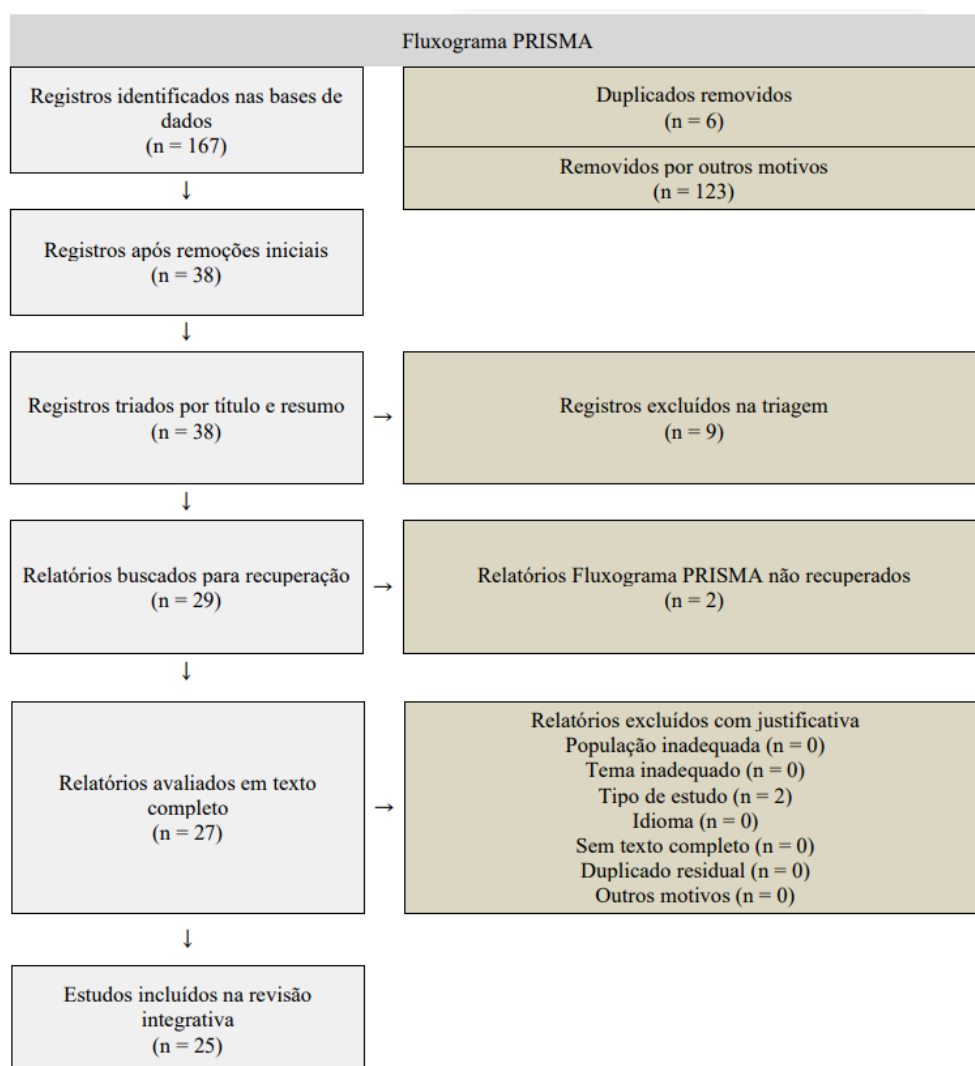 Fluxograma PRISMA
Registros identificados nas bases de
dados
(n = 167)
Duplicados removidos
(n = 6)
Removidos por outros motivos
(n = 123)
↓
Registros após remoções iniciais
(n = 38)
↓
Registros triados por título e resumo
(n = 38)
→
Registros excluídos na triagem
(n = 9)
↓
Relatórios buscados para recuperação
(n = 29)
→
Relatórios Fluxograma PRISMA não recuperados
(n = 2)
↓
Relatórios avaliados em texto
completo
(n = 27)
→
Relatórios excluídos com justificativa
População inadequada (n = 0)
Tema inadequado (n = 0)
Tipo de estudo (n = 2)
Idioma (n = 0)
Sem texto completo (n = 0)
Duplicado residual (n = 0)
Outros motivos (n = 0)
↓
Estudos incluídos na revisão
integrativa
(n = 25)